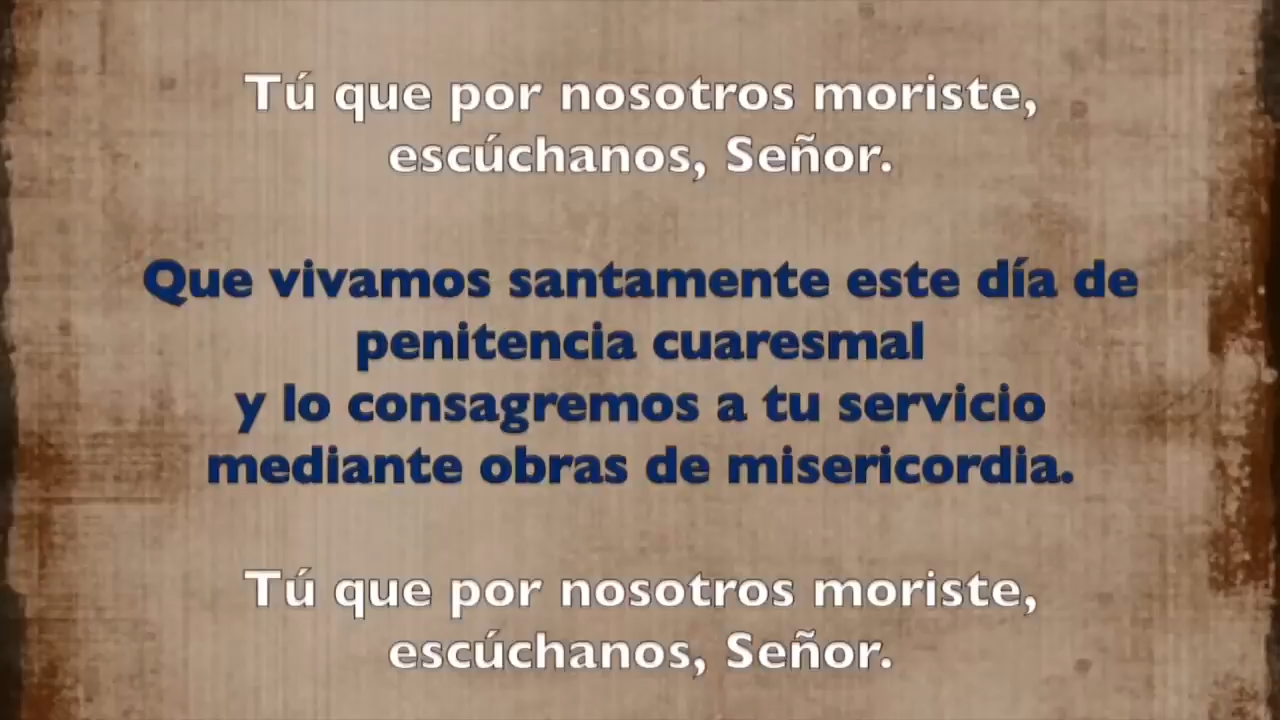 Tú que por nosotros moriste,
escúchanos, Señor.
Que vivamos santamente este día de
penitencia cuaresmal
y lo consagremos a tu servicio
mediante obras de misericordia.
Tú que por nosotros moriste,
escúchanos, Señor.